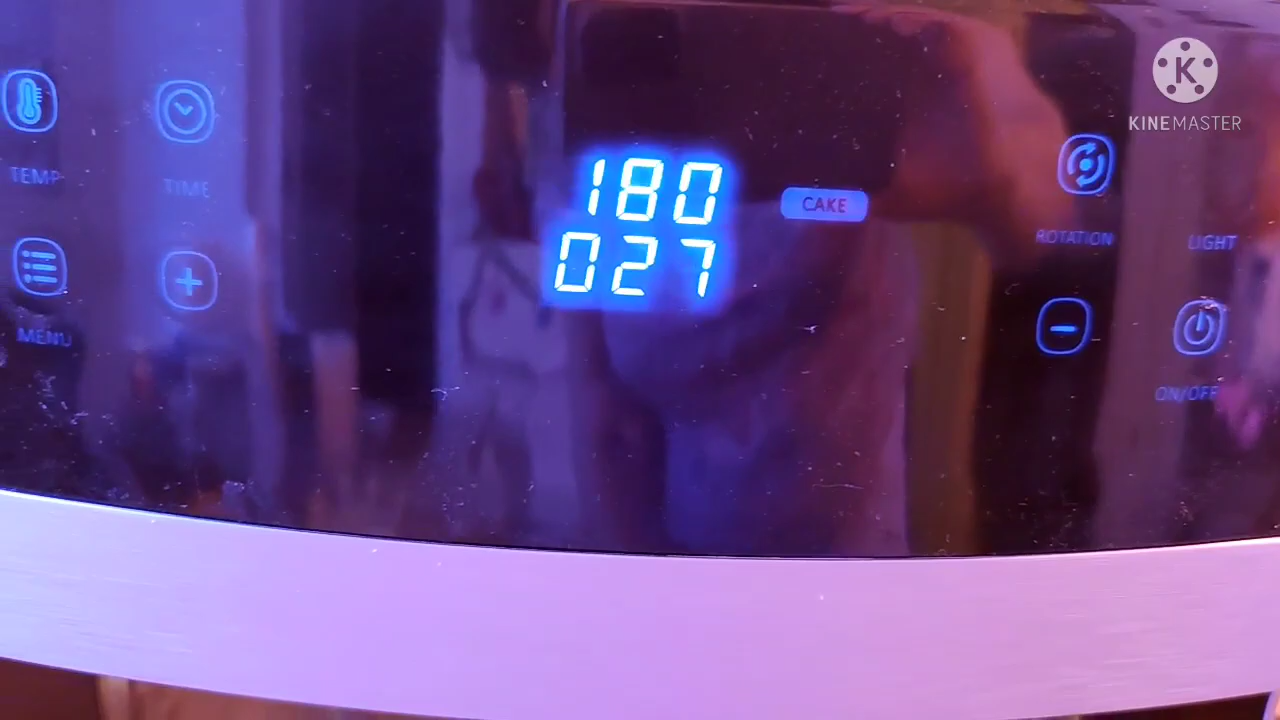 K
KINEMASTER
TEMP
TIME
180
027
CAKE
ROTATION
LIGHT
MENU
ON/OFF